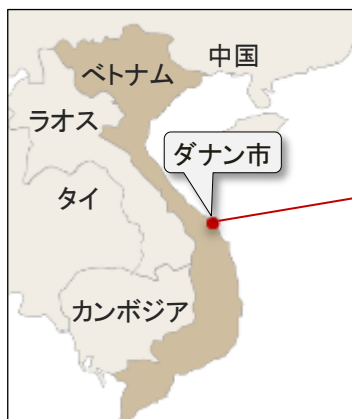 中国
ベトナム
ラオス
ダナン市
タイ
カンボジア